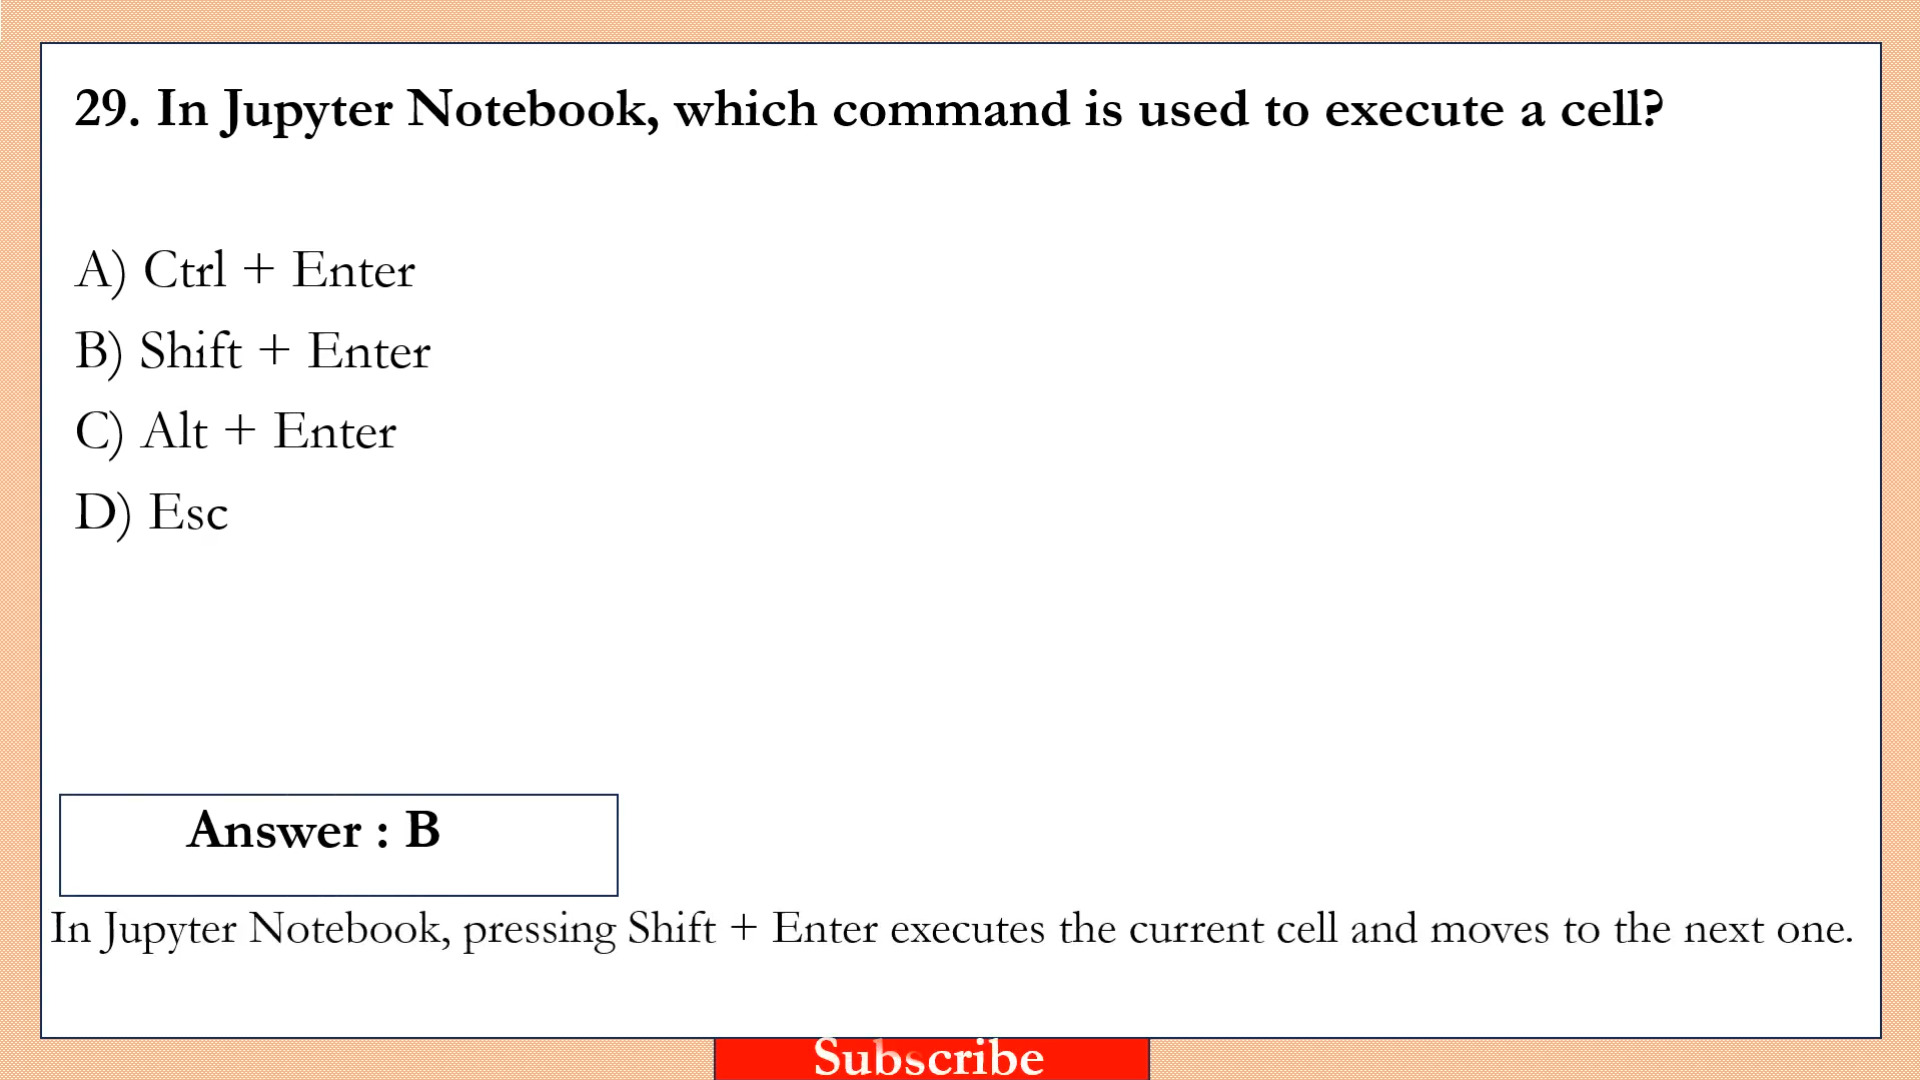 29. In Jupyter Notebook, which command is used to execute a cell?
A) Ctrl + Enter
B) Shift + Enter
C) Alt + Enter
D) Esc
Answer : B
In Jupyter Notebook, pressing Shift + Enter executes the current cell and moves to the next one.
Subscribe